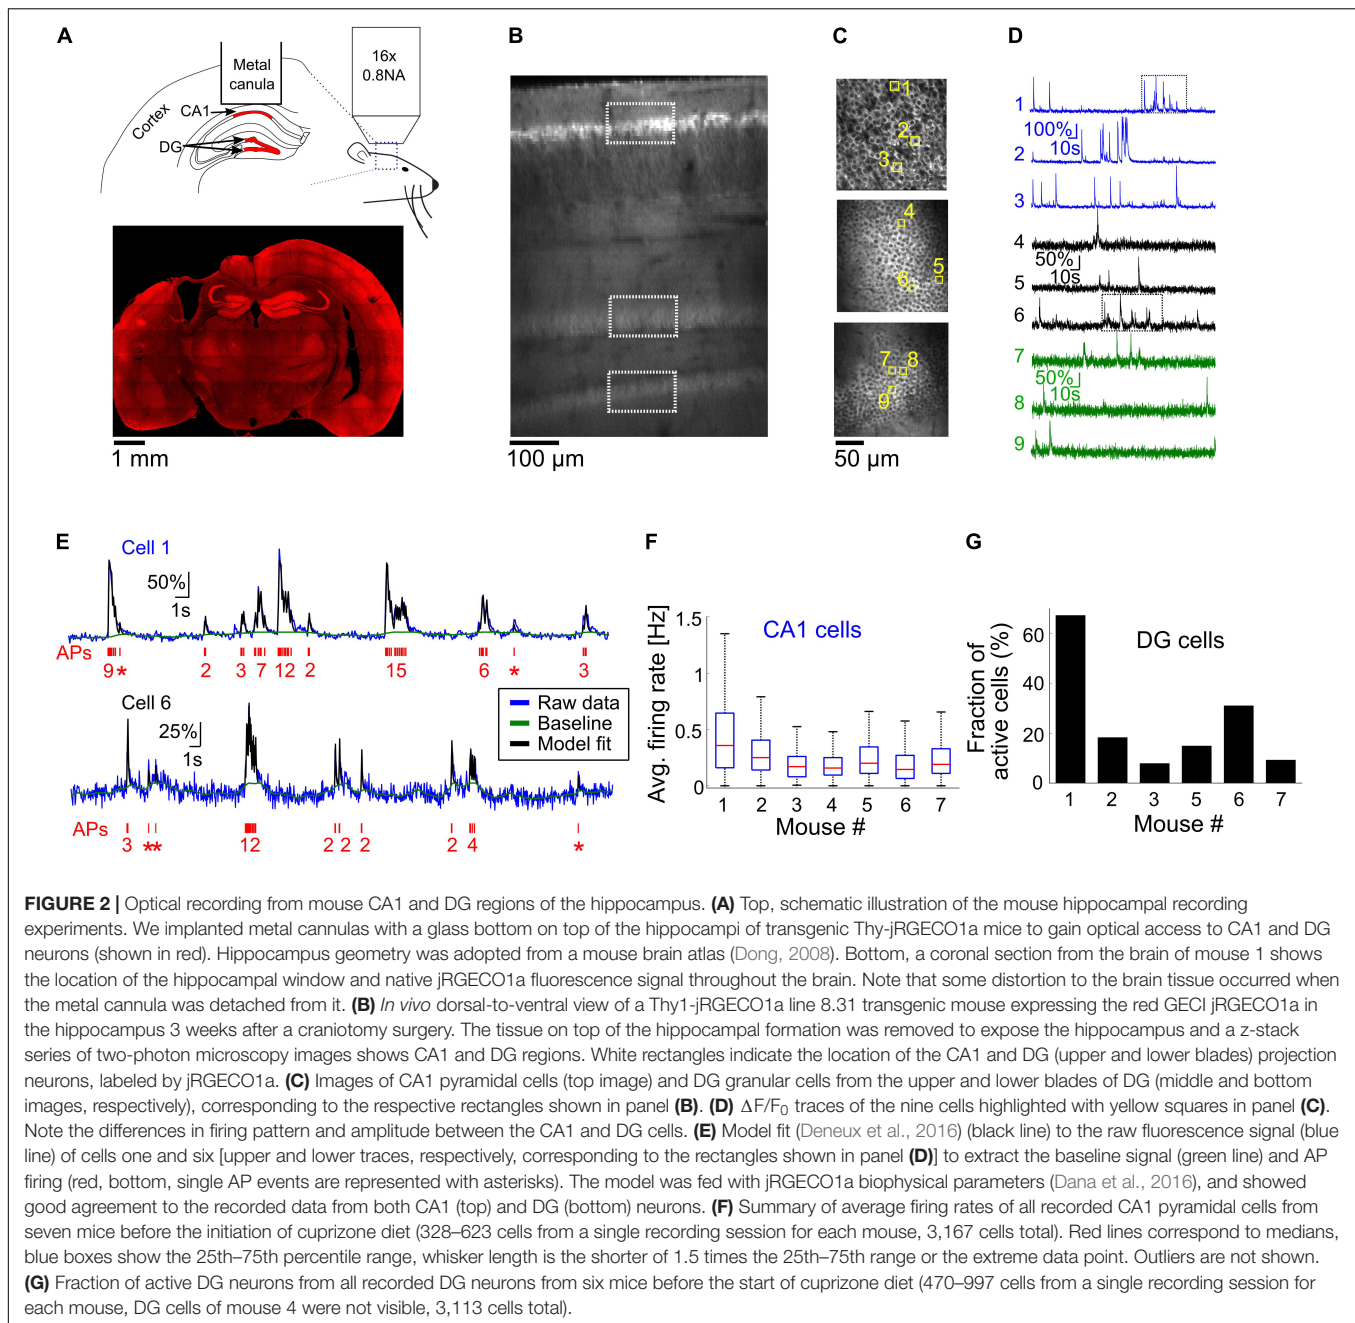 A
B
C
D
Metal
canula
16x
0.8NA
Cortex
CA1
DG
1 mm
100 µm
1
2
3
4
5
6
7
8
9
50 µm
1
100%
10s
2
3
4
50%
10s
5
6
7
50%
10s
8
9
E
Cell 1
50%
1s
APs
9 * 2 3 7 12 2 15 6 * 3
Cell 6
25%
1s
Raw data
Baseline
Model fit
APs
3 ** 12 2 2 2 2 4 *
F
CA1 cells
Avg. firing rate [Hz]
1.5
1
0.5
0
1 2 3 4 5 6 7
Mouse #
G
DG cells
Fraction of
active cells (%)
60
40
20
0
1 2 3 5 6 7
Mouse #
FIGURE 2 | Optical recording from mouse CA1 and DG regions of the hippocampus. (A) Top, schematic illustration of the mouse hippocampal recording
experiments. We implanted metal cannulas with a glass bottom on top of the hippocampi of transgenic Thy-jRGECO1a mice to gain optical access to CA1 and DG
neurons (shown in red). Hippocampus geometry was adopted from a mouse brain atlas (Dong, 2008). Bottom, a coronal section from the brain of mouse 1 shows
the location of the hippocampal window and native jRGECO1a fluorescence signal throughout the brain. Note that some distortion to the brain tissue occurred when
the metal cannula was detached from it. (B) In vivo dorsal-to-ventral view of a Thy1-jRGECO1a line 8.31 transgenic mouse expressing the red GECI jRGECO1a in
the hippocampus 3 weeks after a craniotomy surgery. The tissue on top of the hippocampal formation was removed to expose the hippocampus and a z-stack
series of two-photon microscopy images shows CA1 and DG regions. White rectangles indicate the location of the CA1 and DG (upper and lower blades) projection
neurons, labeled by jRGECO1a. (C) Images of CA1 pyramidal cells (top image) and DG granular cells from the upper and lower blades of DG (middle and bottom
images, respectively), corresponding to the respective rectangles shown in panel (B). (D) ΔF/F0 traces of the nine cells highlighted with yellow squares in panel (C).
Note the differences in firing pattern and amplitude between the CA1 and DG cells. (E) Model fit (Deneux et al., 2016) (black line) to the raw fluorescence signal (blue
line) of cells one and six [upper and lower traces, respectively, corresponding to the rectangles shown in panel (D)] to extract the baseline signal (green line) and AP
firing (red, bottom, single AP events are represented with asterisks). The model was fed with jRGECO1a biophysical parameters (Dana et al., 2016), and showed
good agreement to the recorded data from both CA1 (top) and DG (bottom) neurons. (F) Summary of average firing rates of all recorded CA1 pyramidal cells from
seven mice before the initiation of cuprizone diet (328–623 cells from a single recording session for each mouse, 3,167 cells total). Red lines correspond to medians,
blue boxes show the 25th–75th percentile range, whisker length is the shorter of 1.5 times the 25th–75th range or the extreme data point. Outliers are not shown.
(G) Fraction of active DG neurons from all recorded DG neurons from six mice before the start of cuprizone diet (470–997 cells from a single recording session for
each mouse, DG cells of mouse 4 were not visible, 3,113 cells total).